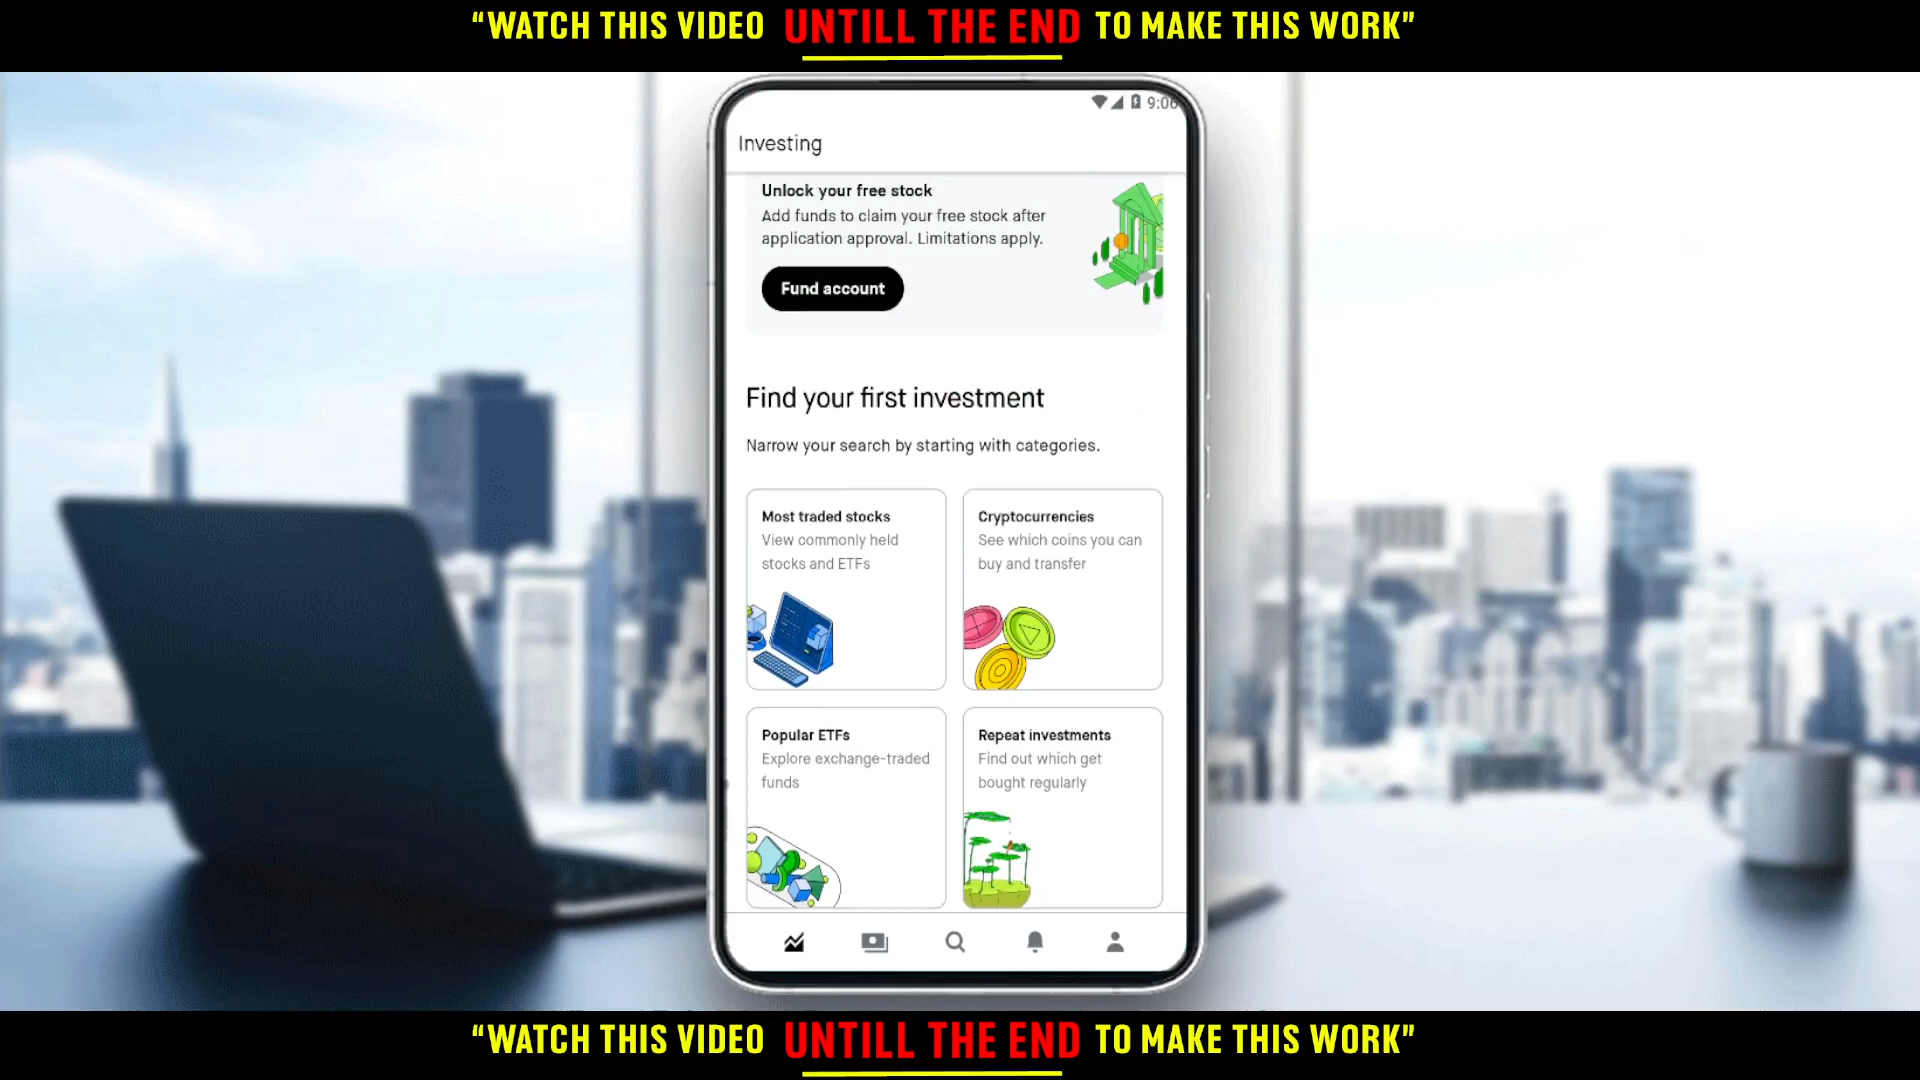 “WATCH THIS VIDEO UNTILL THE END TO MAKE THIS WORK”
9:06
Investing
Unlock your free stock
Add funds to claim your free stock after
application approval. Limitations apply.
Fund account
Find your first investment
Narrow your search by starting with categories.
Most traded stocks
View commonly held
stocks and ETFs
Cryptocurrencies
See which coins you can
buy and transfer
Popular ETFs
Explore exchange-traded
funds
Repeat investments
Find out which get
bought regularly
“WATCH THIS VIDEO UNTILL THE END TO MAKE THIS WORK”